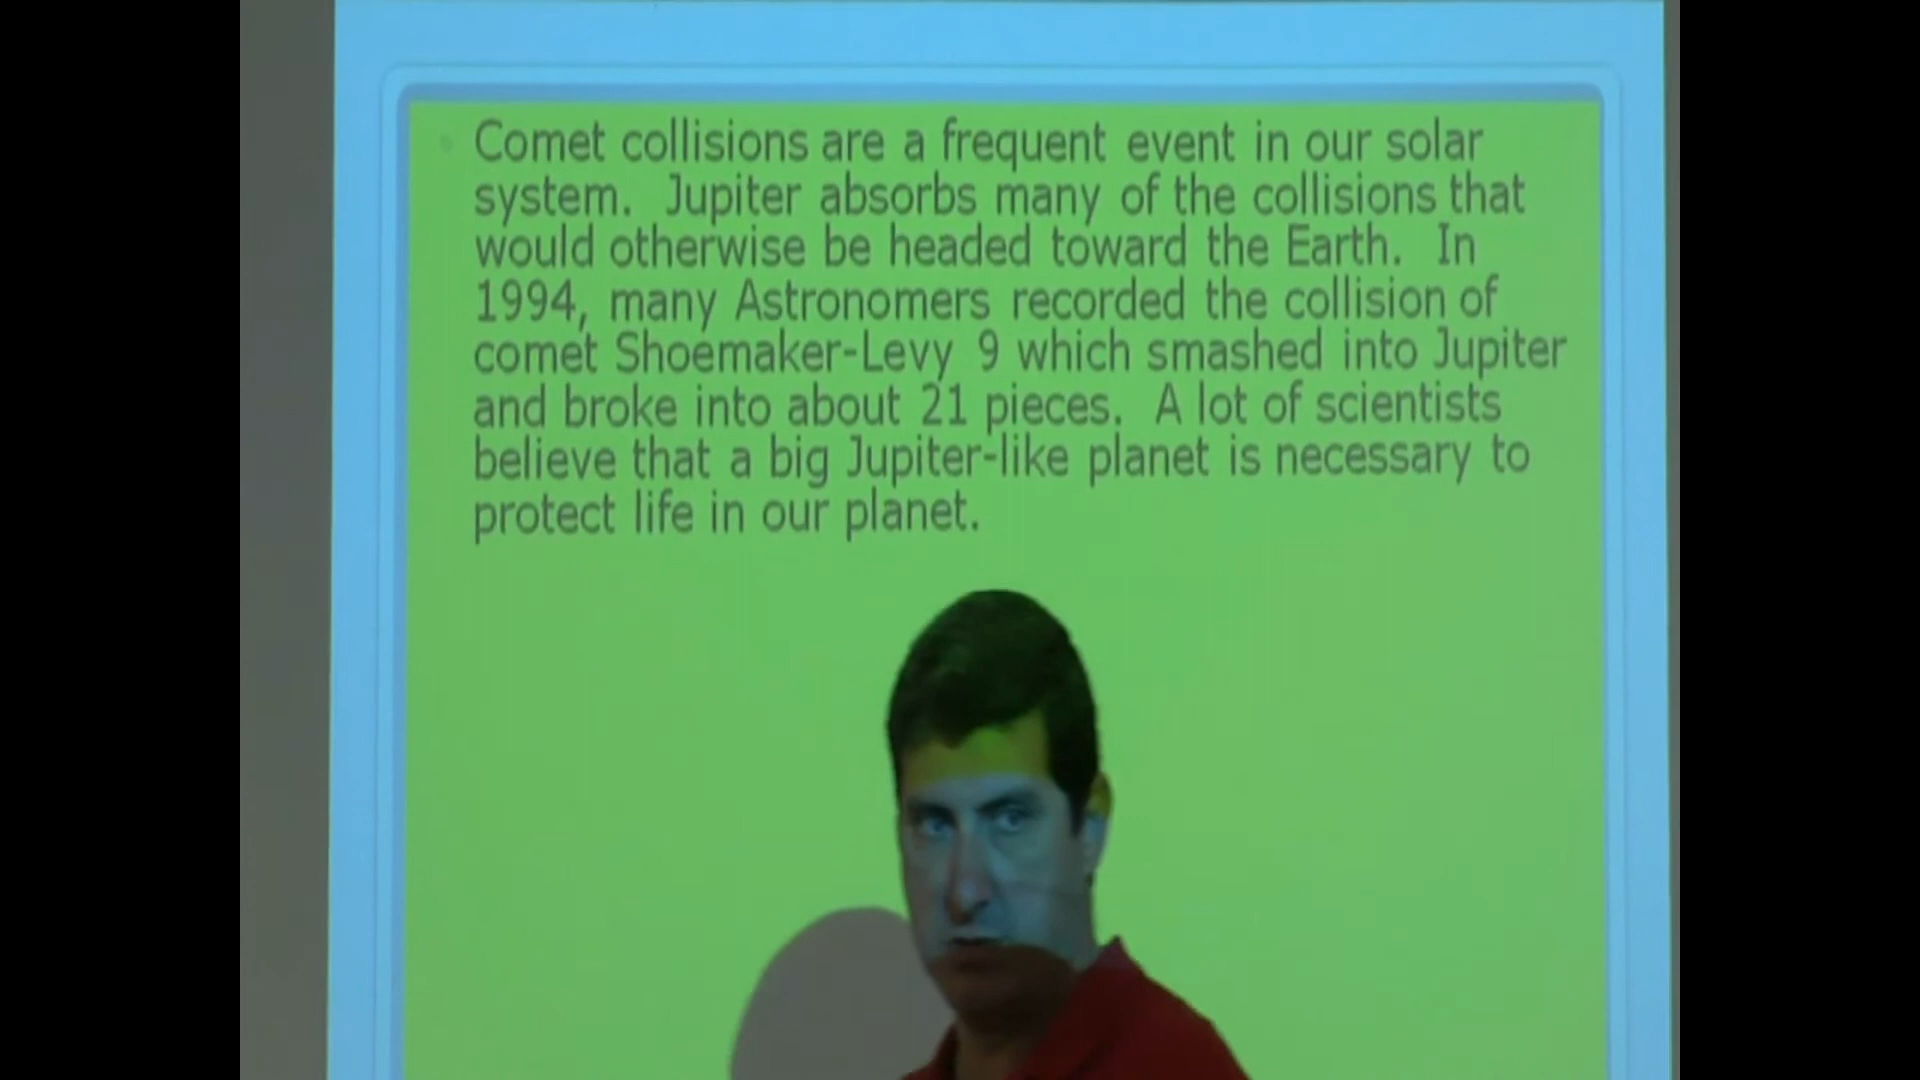 Comet collisions are a frequent event in our solar
system. Jupiter absorbs many of the collisions that
would otherwise be headed toward the Earth. In
1994, many Astronomers recorded the collision of
comet Shoemaker-Levy 9 which smashed into Jupiter
and broke into about 21 pieces. A lot of scientists
believe that a big Jupiter-like planet is necessary to
protect life in our planet.